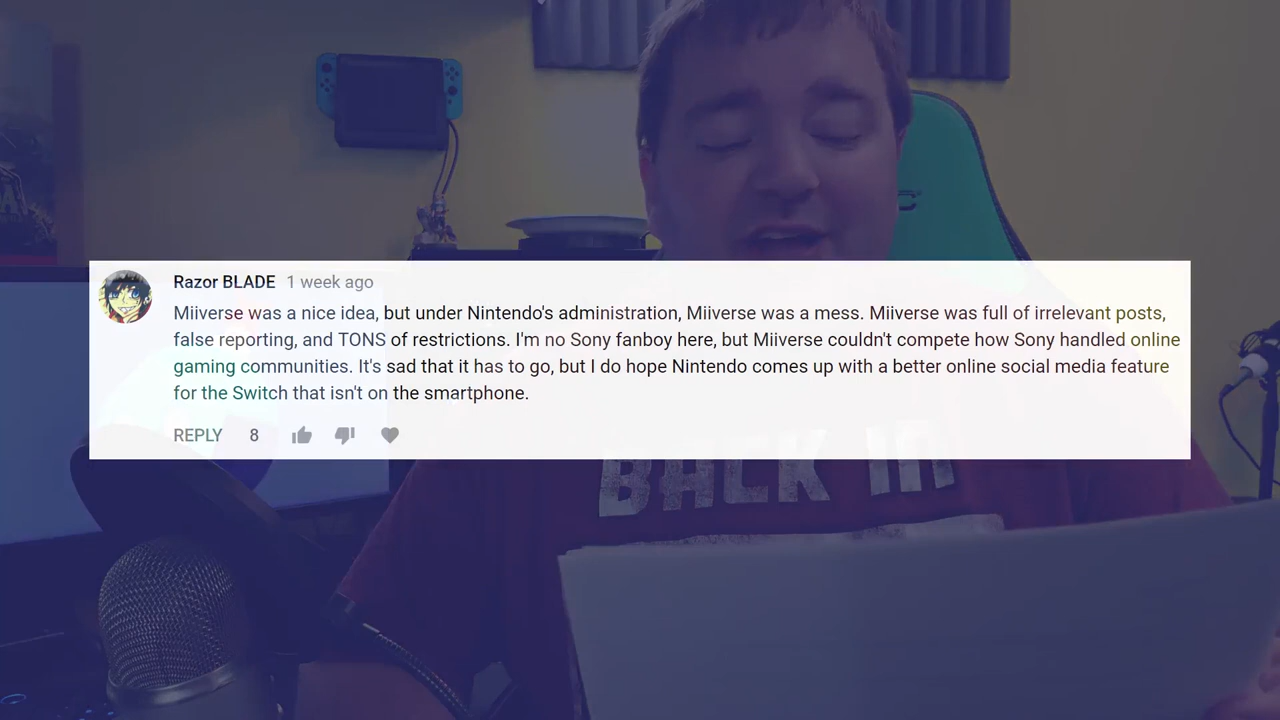 Razor BLADE 1 week ago
Miiverse was a nice idea, but under Nintendo's administration, Miiverse was a mess. Miiverse was full of irrelevant posts,
false reporting, and TONS of restrictions. I'm no Sony fanboy here, but Miiverse couldn't compete how Sony handled online
gaming communities. It's sad that it has to go, but I do hope Nintendo comes up with a better online social media feature
for the Switch that isn't on the smartphone.
REPLY 8
BACK IN